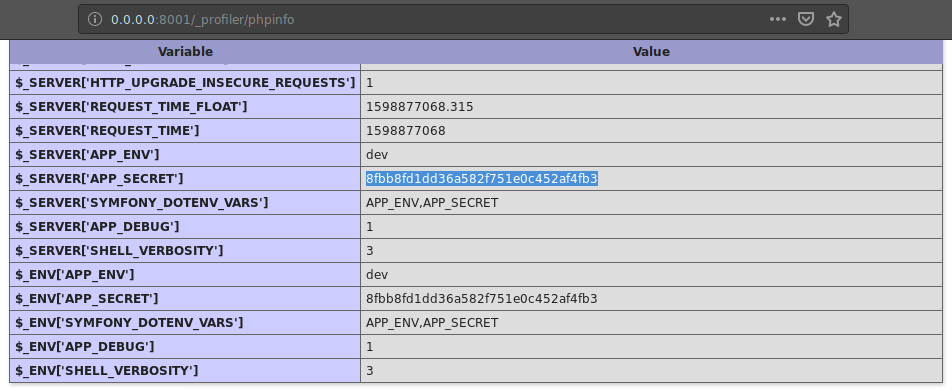 0.0.0.0:8001/_profiler/phpinfo
Variable Value
$_SERVER['HTTP_UPGRADE_INSECURE_REQUESTS'] 1
$_SERVER['REQUEST_TIME_FLOAT'] 1598877068.315
$_SERVER['REQUEST_TIME'] 1598877068
$_SERVER['APP_ENV'] dev
$_SERVER['APP_SECRET'] 8fbb8fd1dd36a582f751e0c452af4fb3
$_SERVER['SYMFONY_DOTENV_VARS'] APP_ENV,APP_SECRET
$_SERVER['APP_DEBUG'] 1
$_SERVER['SHELL_VERBOSITY'] 3
$_ENV['APP_ENV'] dev
$_ENV['APP_SECRET'] 8fbb8fd1dd36a582f751e0c452af4fb3
$_ENV['SYMFONY_DOTENV_VARS'] APP_ENV,APP_SECRET
$_ENV['APP_DEBUG'] 1
$_ENV['SHELL_VERBOSITY'] 3